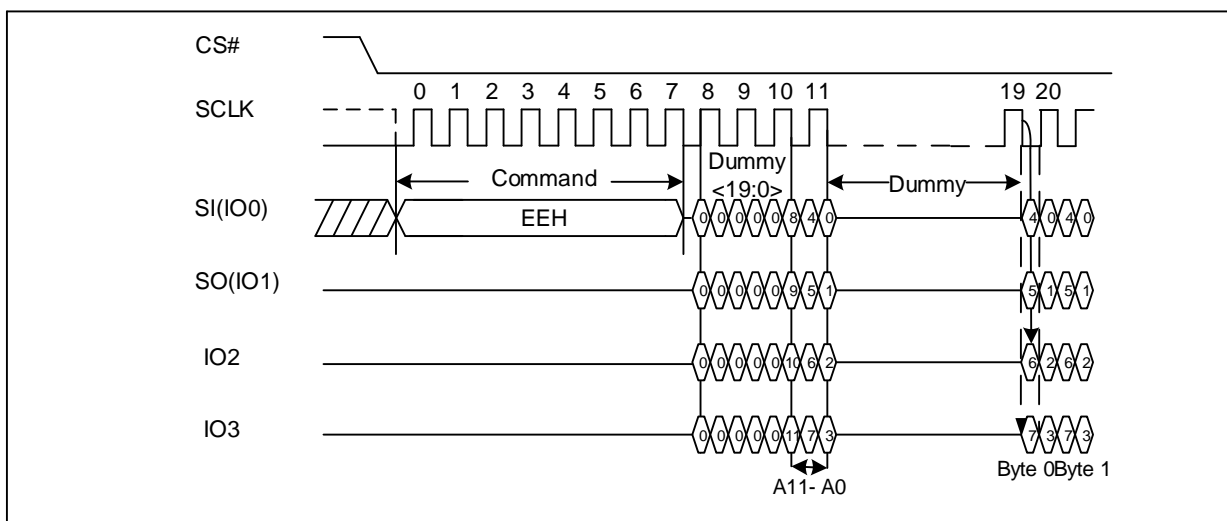 CS#
0 1 2 3 4 5 6 7 8 9 10 11 19 20
SCLK
Dummy
<19:0>
Command
Dummy
SI(IO0)
EEH
0 0 0 0 0 8 4 0 4 0 4 0
SO(IO1)
0 0 0 0 0 9 5 1 5 1 5 1
IO2
0 0 0 0 0 10 6 2 6 2 6 2
IO3
0 0 0 0 0 11 7 3 7 3 7 3
Byte 0Byte 1
A11- A0